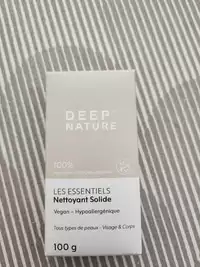 DEEP
NATURE
100%
LES ESSENTIELS
Nettoyant Solide
Vegan - Hypoallergénique
Tous types de peaux - Visage & Corps
100 g